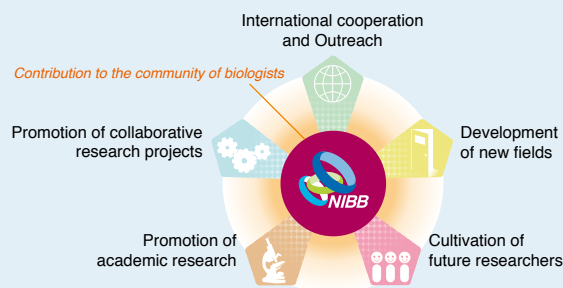 International cooperation
and Outreach
Contribution to the community of biologists
Promotion of collaborative
research projects
Development
of new fields
NIBB
Promotion of
academic research
Cultivation of
future researchers